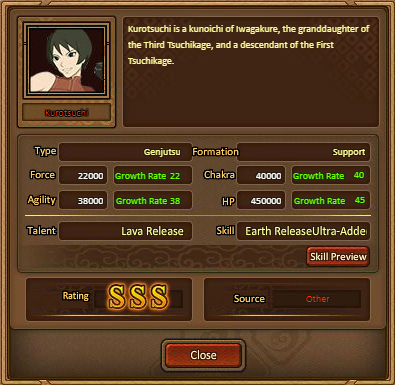 Kurotsuchi is a kunoichi of Iwagakure, the granddaughter of
the Third Tsuchikage, and a descendant of the First
Tsuchikage.
Kurotsuchi
Type Genjutsu Formation Support
Force 22000 Growth Rate 22 Chakra 40000 Growth Rate 40
Agility 38000 Growth Rate 38 HP 450000 Growth Rate 45
Talent Lava Release Skill Earth ReleaseUltra-Adde
Skill Preview
Rating SSS Source Other
Close